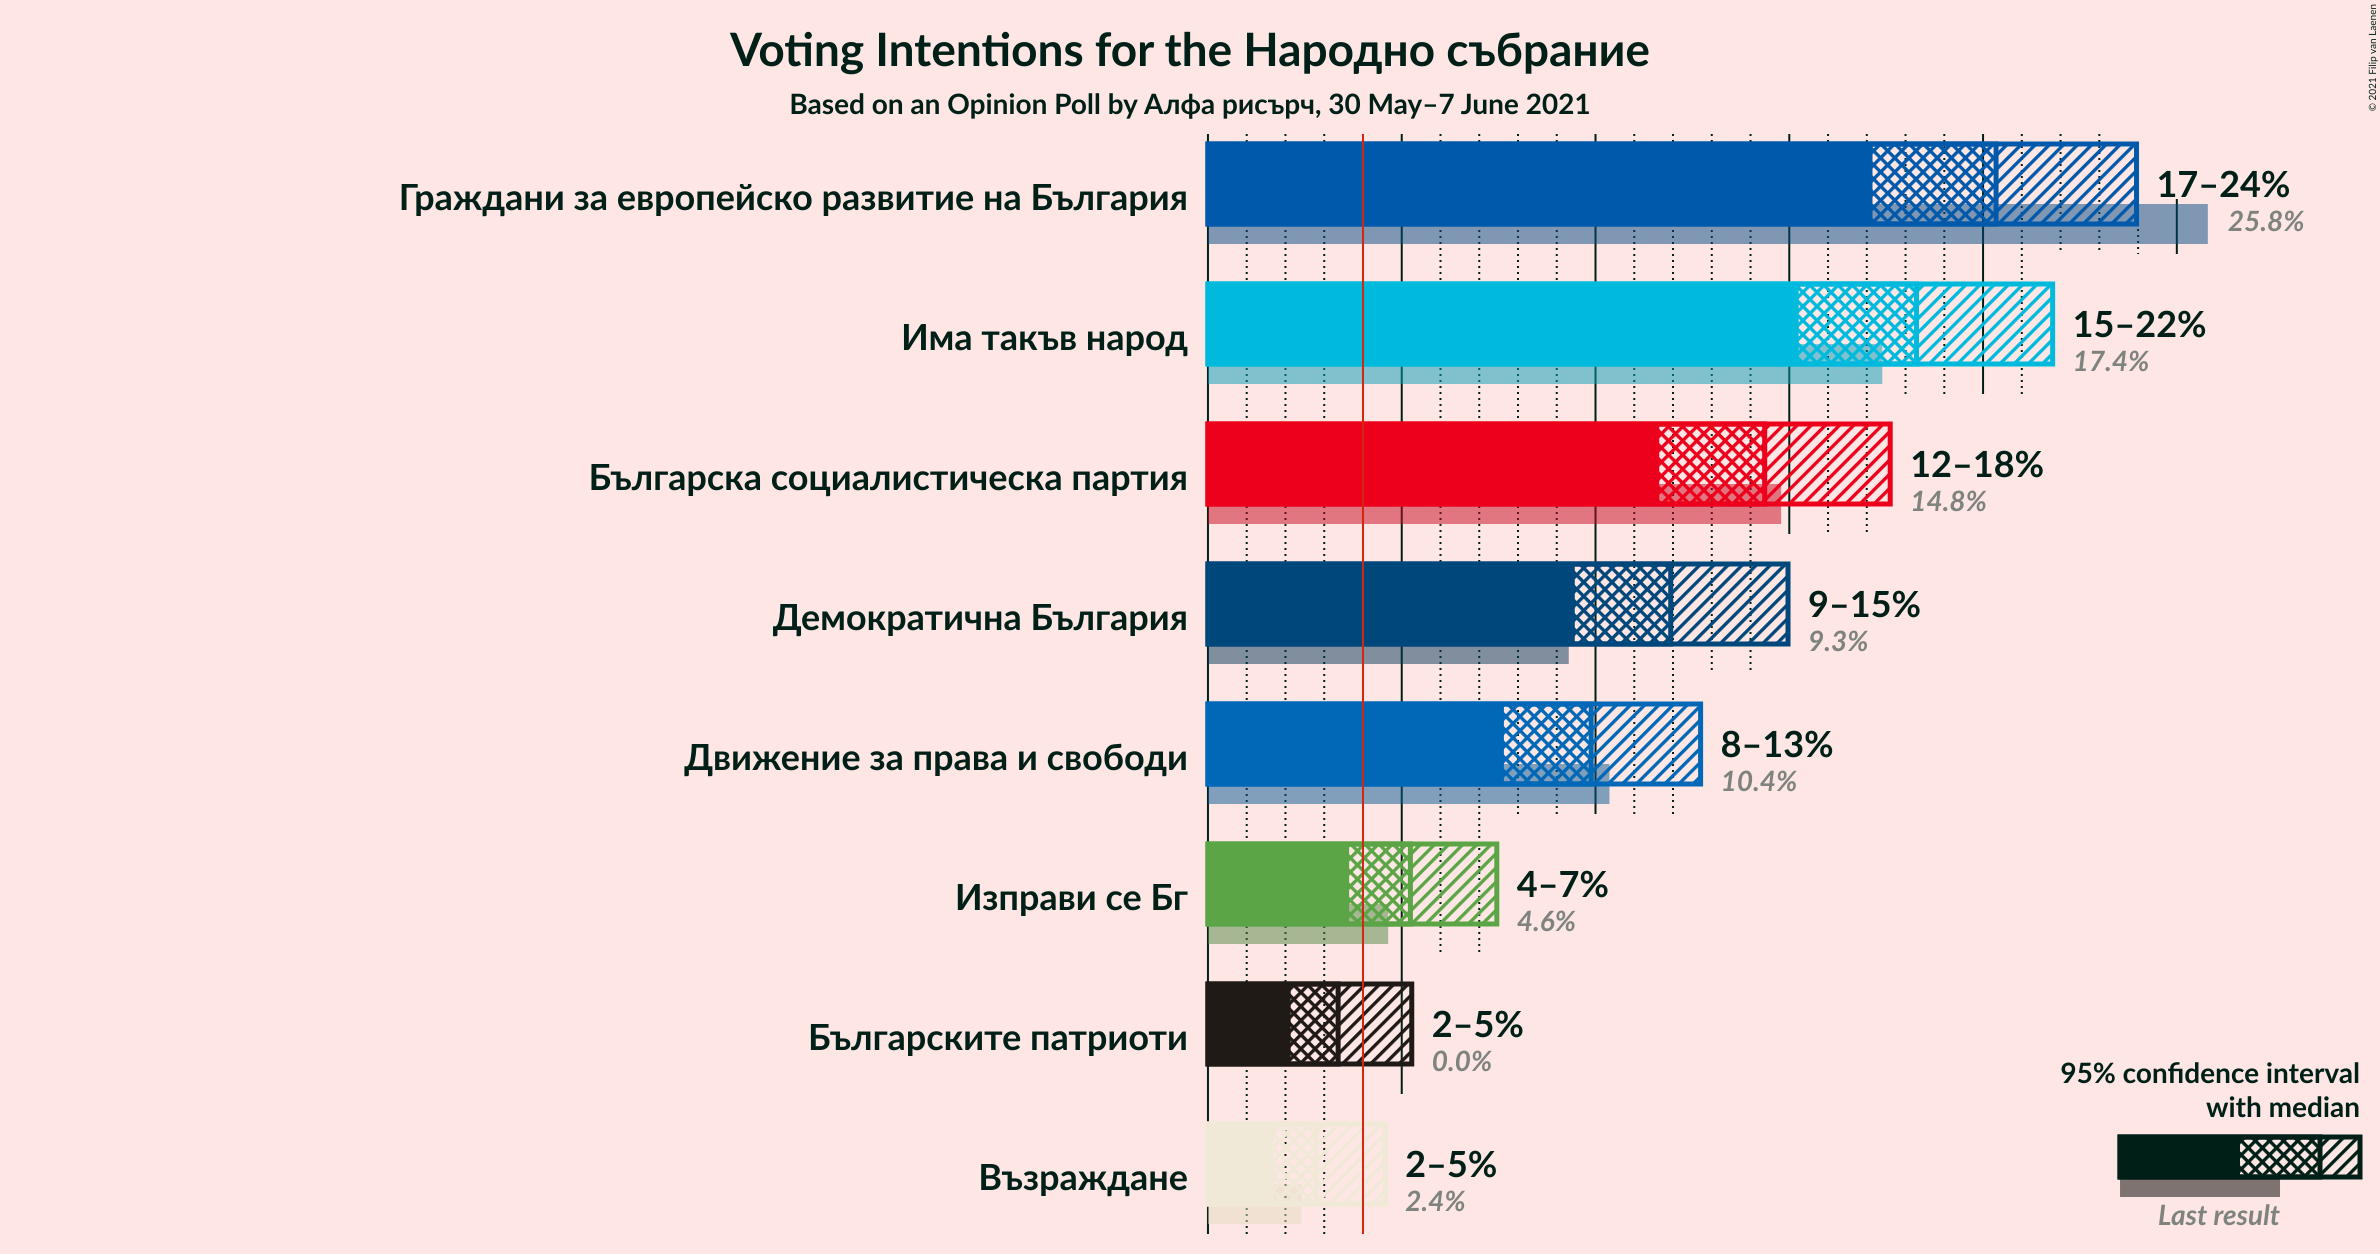 Voting Intentions for the Народно събрание
Based on an Opinion Poll by Алфа рисърч, 30 May–7 June 2021
© 2021 Filip van Laenen
Граждани за европейско развитие на България
17–24%
25.8%
Има такъв народ
15–22%
17.4%
Българска социалистическа партия
12–18%
14.8%
Демократична България
9–15%
9.3%
Движение за права и свободи
8–13%
10.4%
Изправи се Бг
4–7%
4.6%
Българските патриоти
2–5%
0.0%
Възраждане
2–5%
2.4%
95% confidence interval
with median
Last result